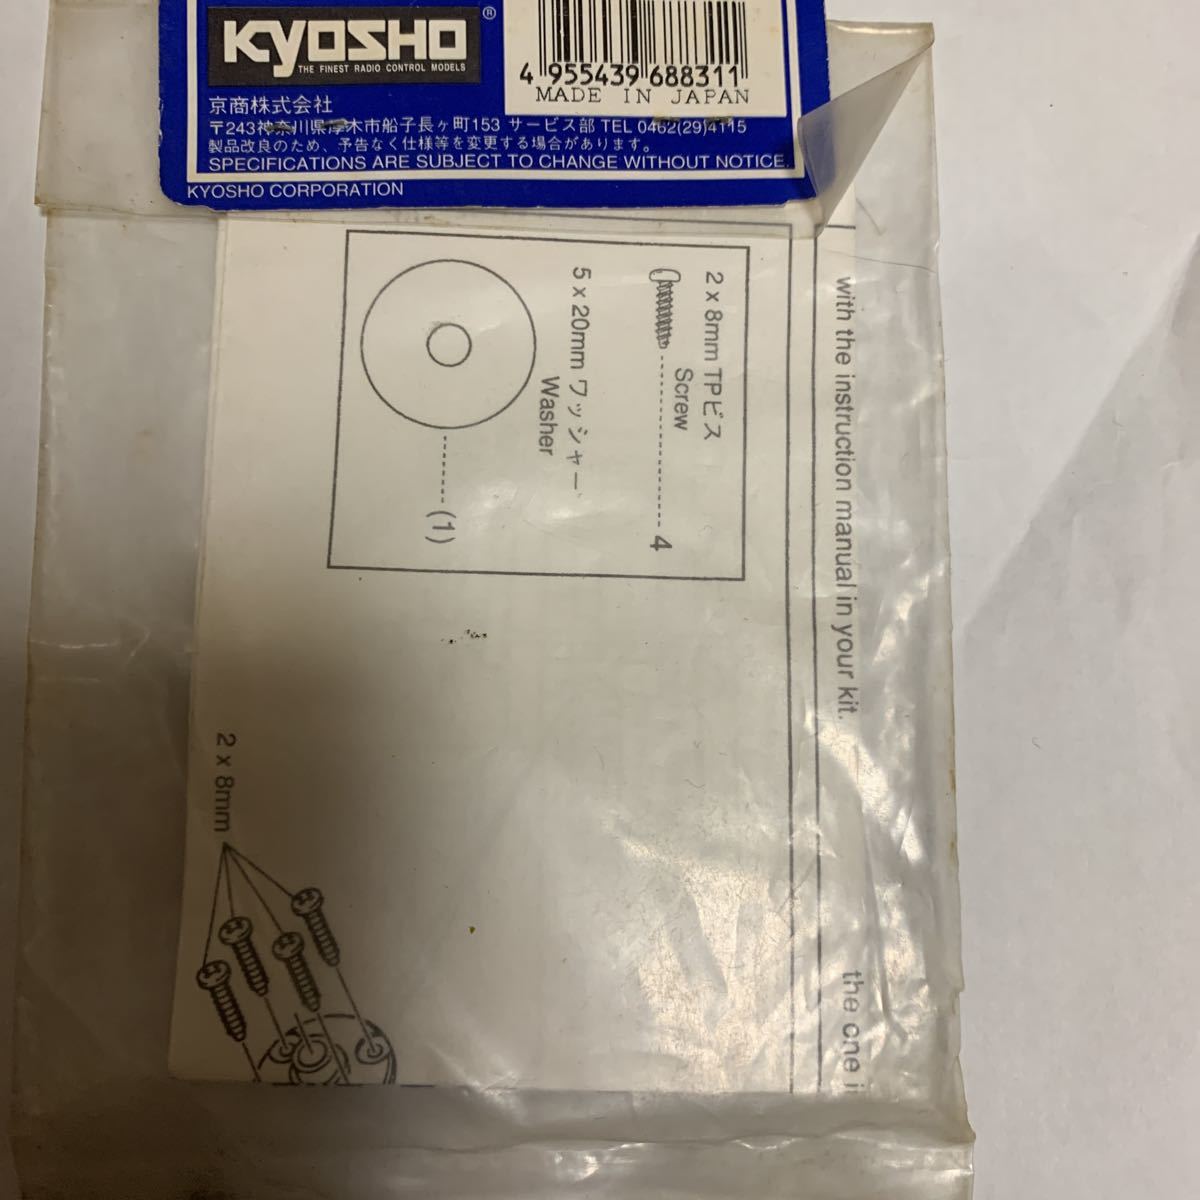 KYOSHO ®
THE FINEST RADIO CONTROL MODELS
4 955439 688311
MADE IN JAPAN
京商株式会社
〒243神奈川県厚木市船子長ヶ町153 サービス部 TEL 0462(29)4115
製品改良のため、予告なく仕様等を変更する場合があります。
SPECIFICATIONS ARE SUBJECT TO CHANGE WITHOUT NOTICE.
KYOSHO CORPORATION
with the instruction manual in your kit.
the one i
2 x 8mm TPビス
Screw
4
5 x 20mm ワッシャー
Washer
(1)
2 x 8mm